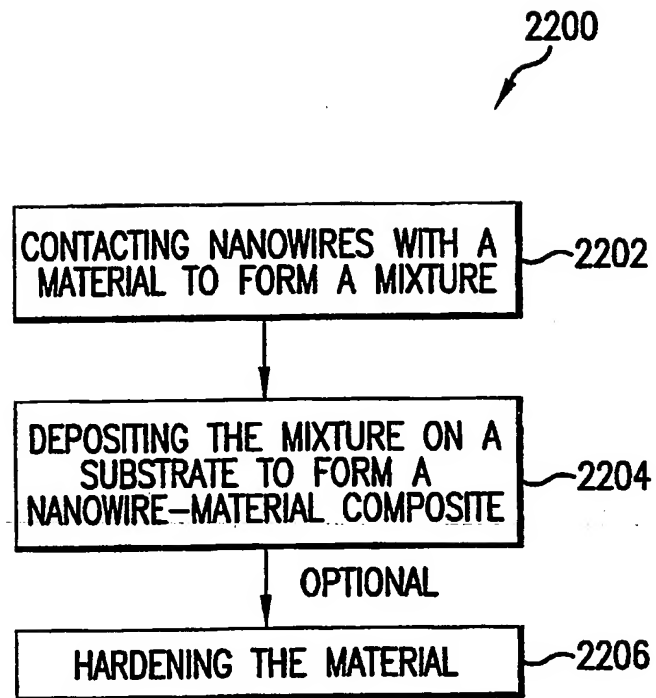 2200
CONTACTING NANOWIRES WITH A
MATERIAL TO FORM A MIXTURE
2202
DEPOSITING THE MIXTURE ON A
SUBSTRATE TO FORM A
NANOWIRE-MATERIAL COMPOSITE
2204
OPTIONAL
HARDENING THE MATERIAL
2206